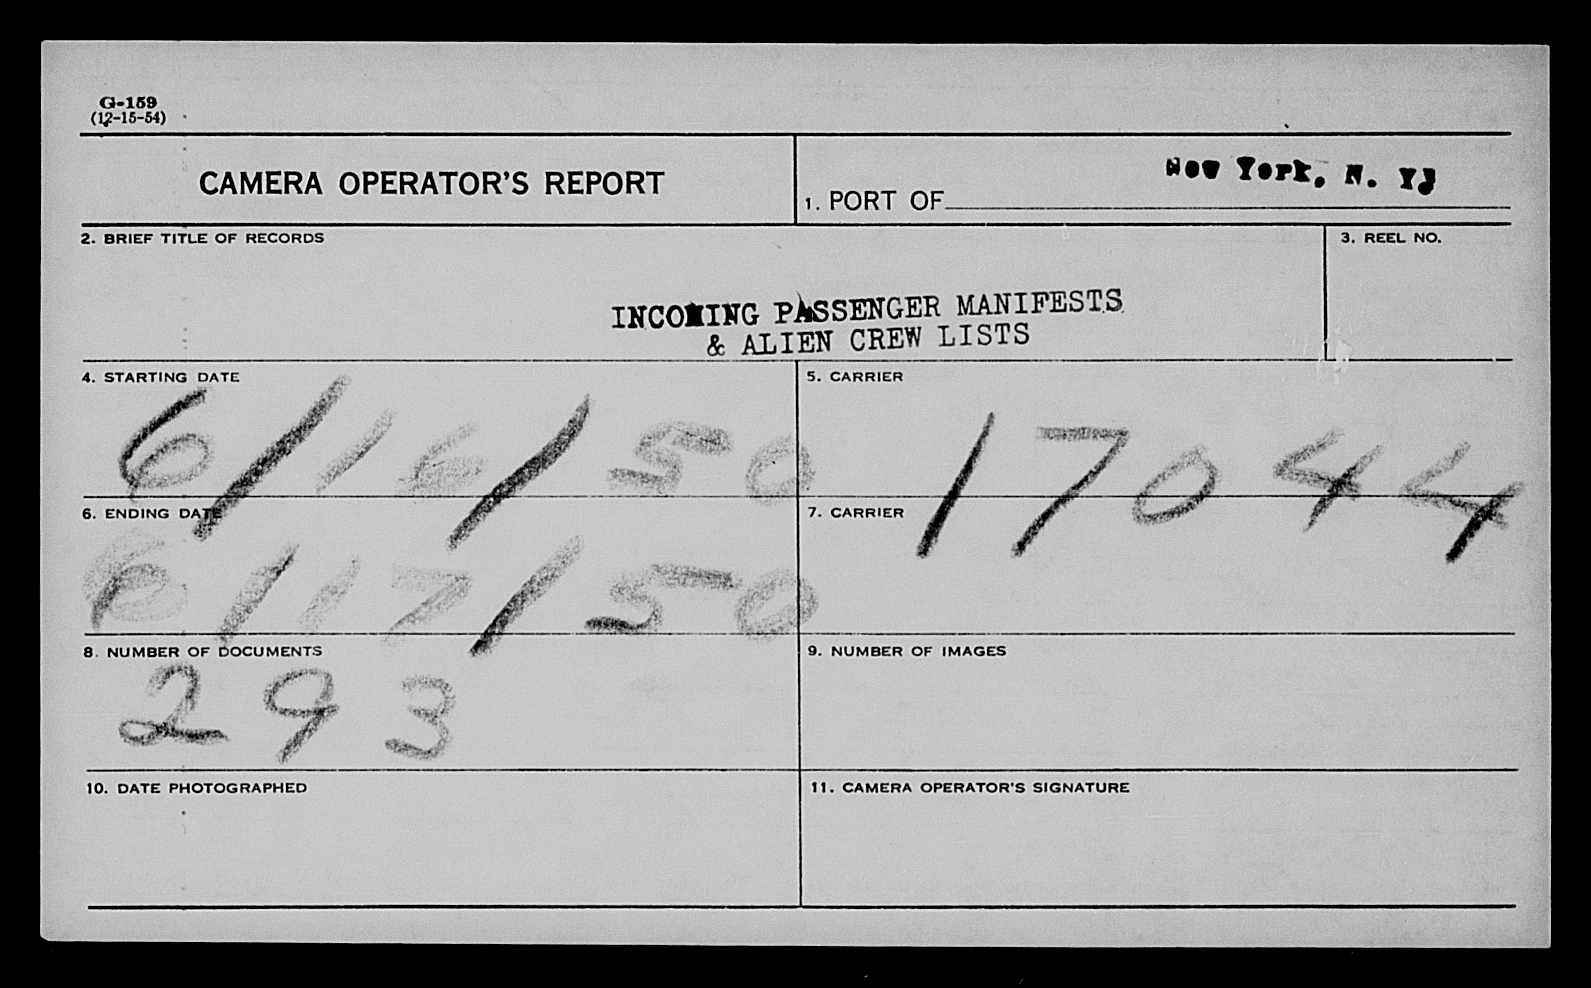 G-159
(12-15-54)
CAMERA OPERATOR'S REPORT
1. PORT OF New York, N. Y.
2. BRIEF TITLE OF RECORDS
3. REEL NO.
INCOMING PASSENGER MANIFESTS
& ALIEN CREW LISTS
4. STARTING DATE
5. CARRIER
6/16/50
17044
6. ENDING DATE
7. CARRIER
6/17/50
8. NUMBER OF DOCUMENTS
9. NUMBER OF IMAGES
293
10. DATE PHOTOGRAPHED
11. CAMERA OPERATOR'S SIGNATURE